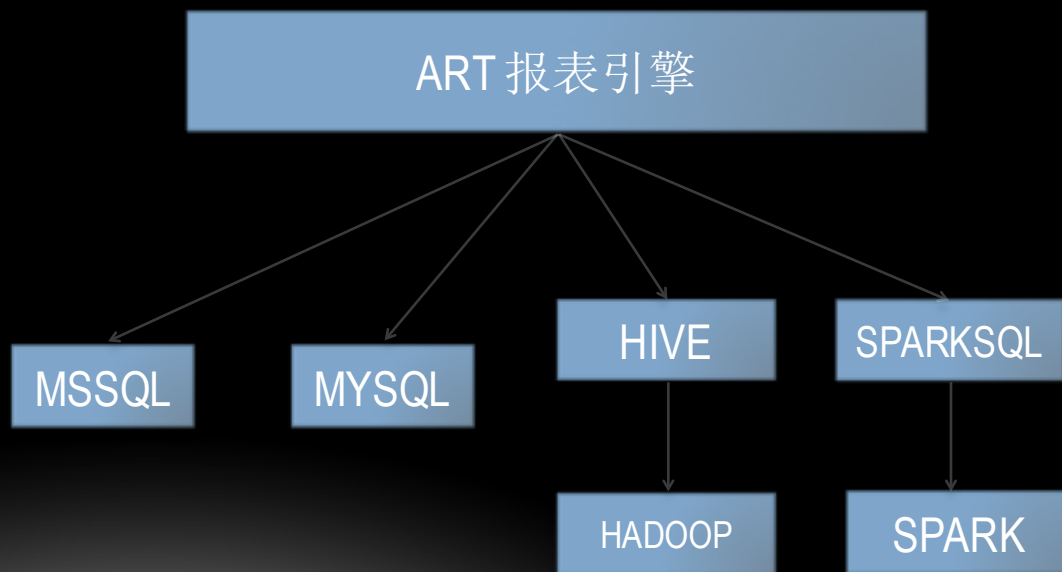 ART 报表引擎
MSSQL
MYSQL
HIVE
SPARKSQL
HADOOP
SPARK